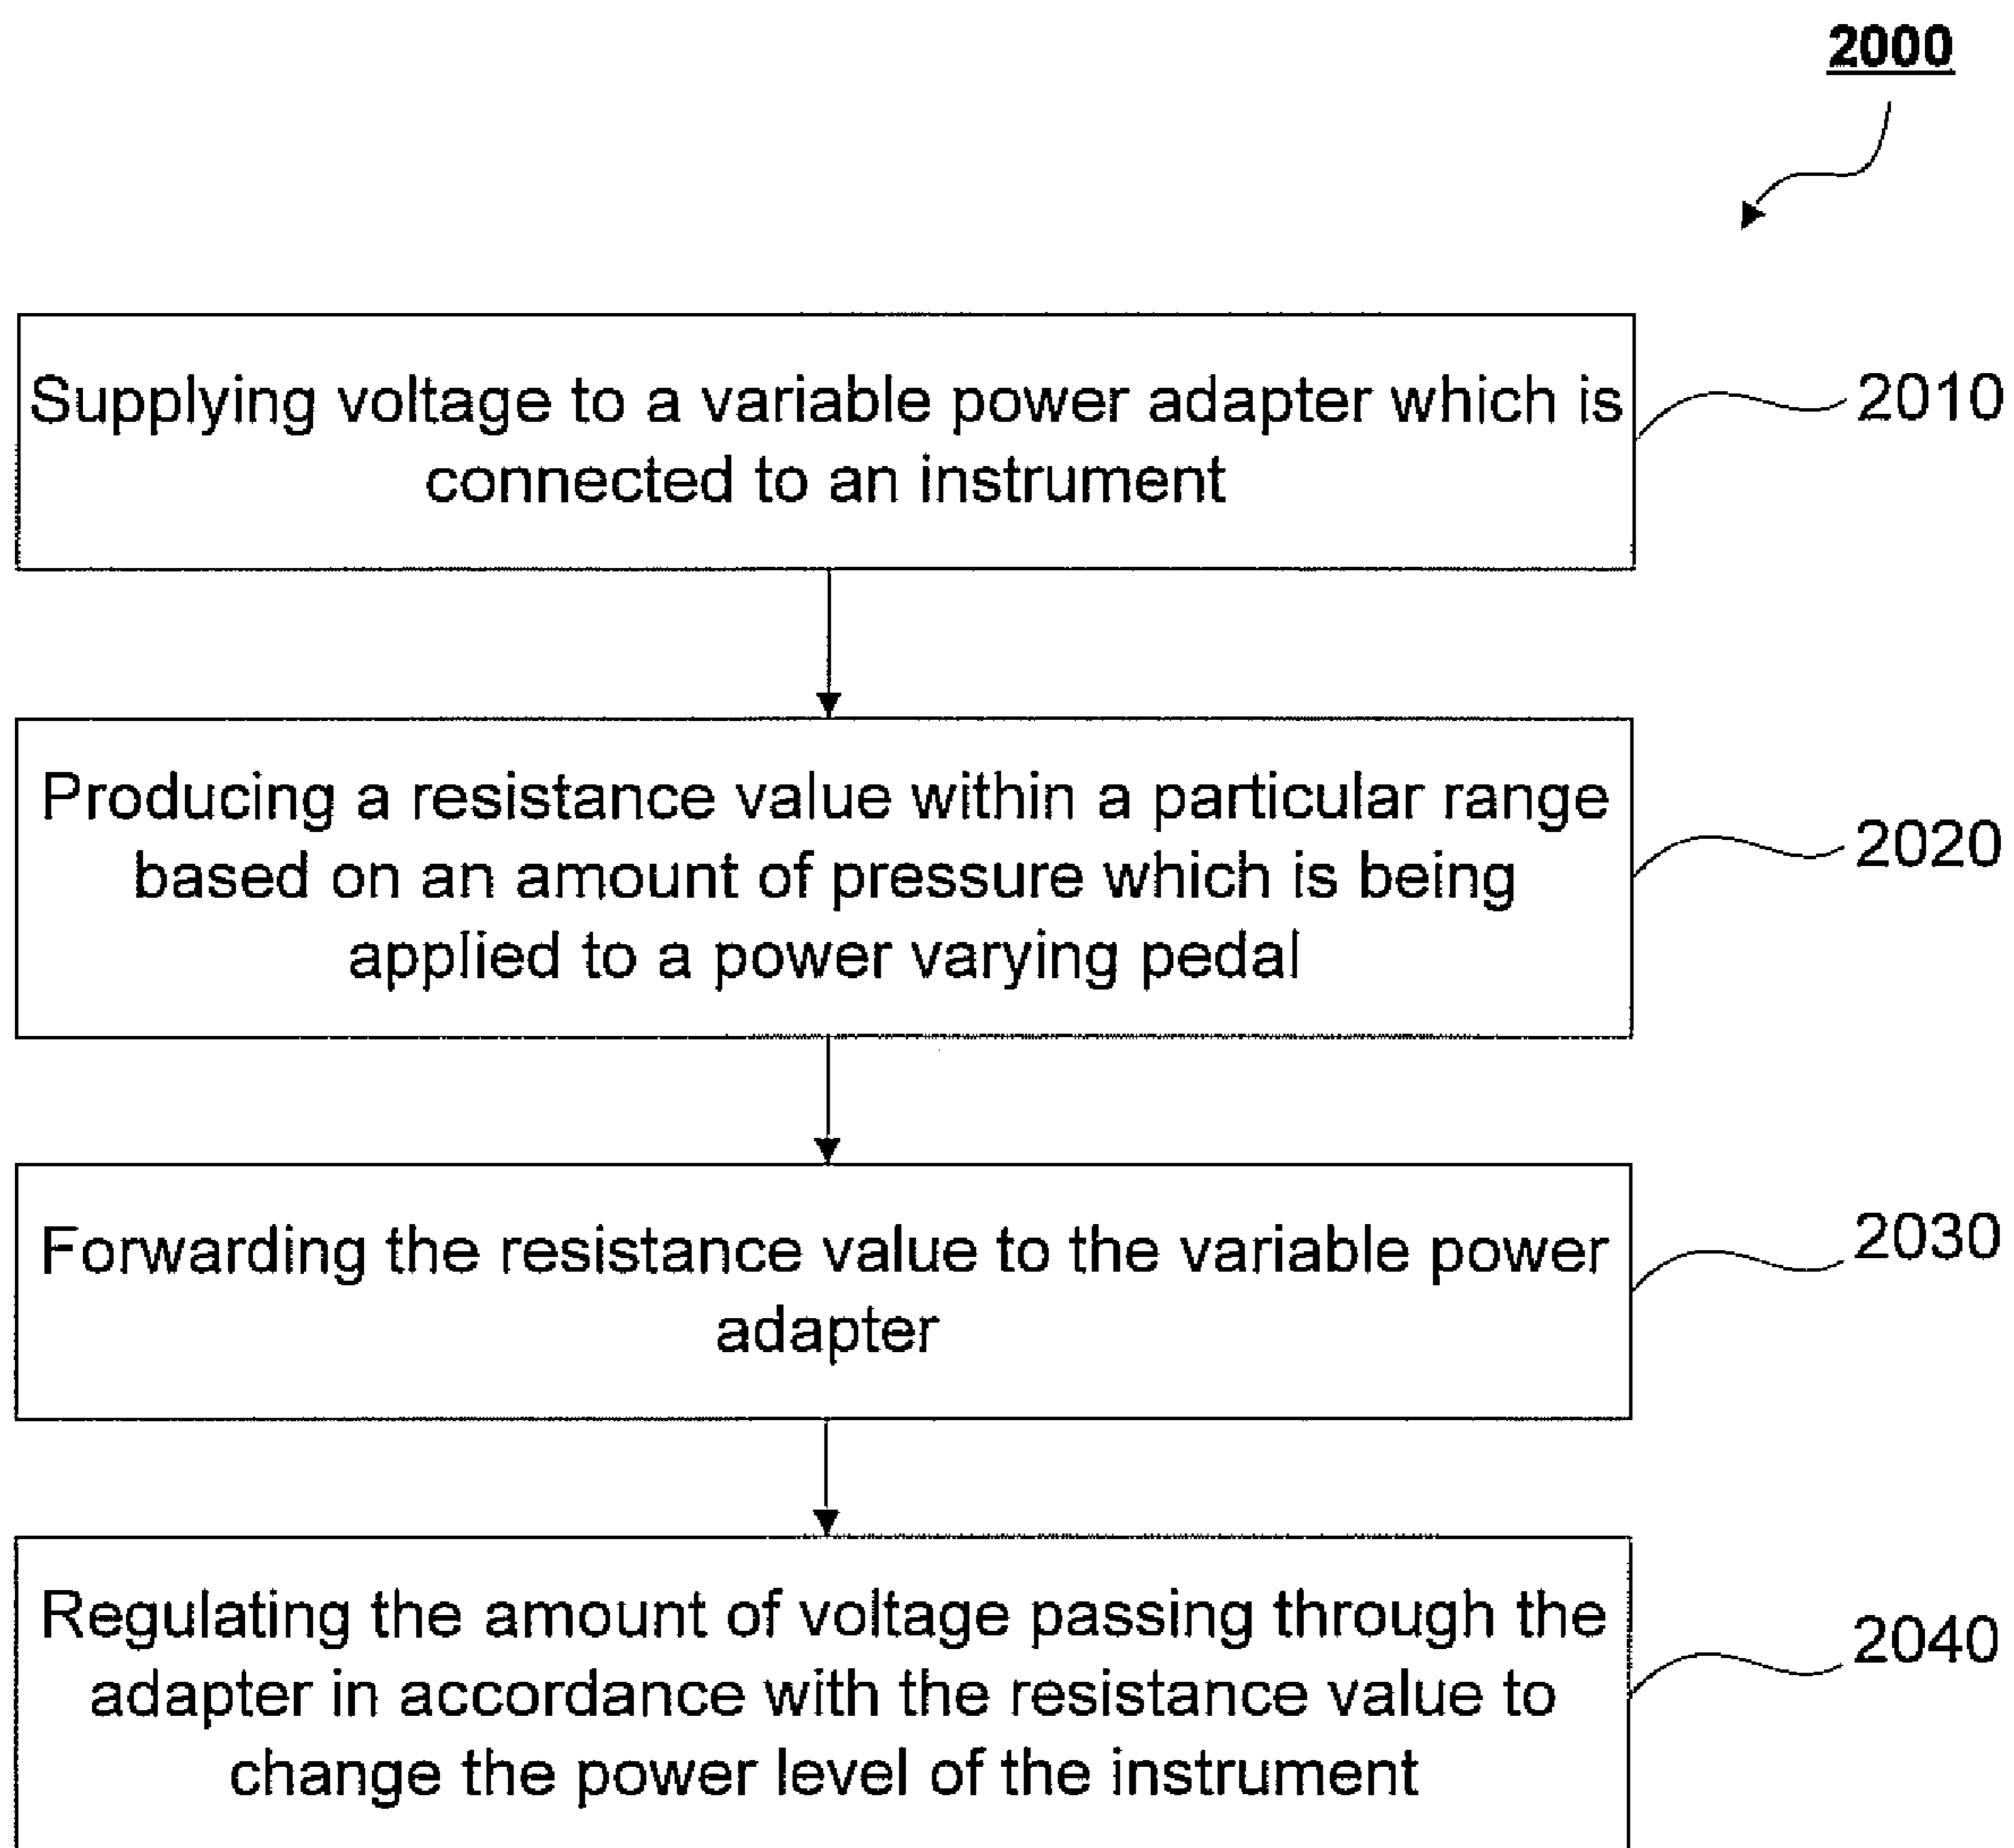 2000
Supplying voltage to a variable power adapter which is
connected to an instrument
2010
Producing a resistance value within a particular range
based on an amount of pressure which is being
applied to a power varying pedal
2020
Forwarding the resistance value to the variable power
adapter
2030
Regulating the amount of voltage passing through the
adapter in accordance with the resistance value to
change the power level of the instrument
2040